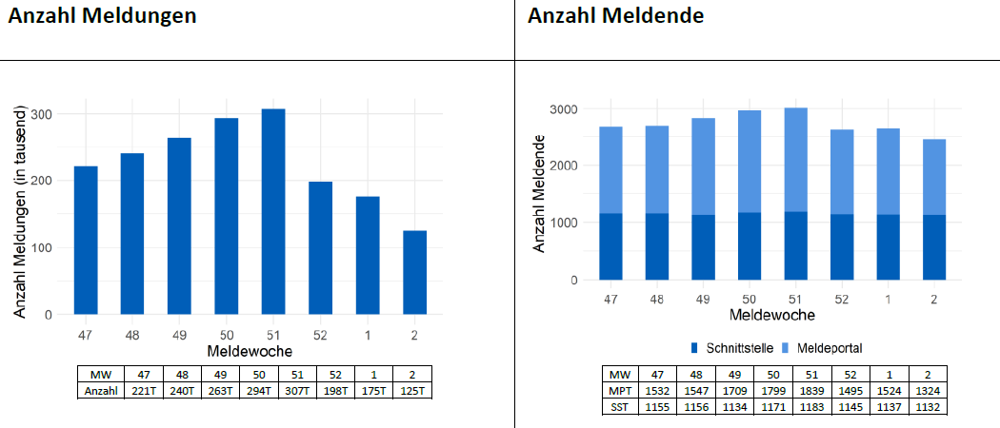 Anzahl Meldungen
Anzahl Meldende
Anzahl Meldungen (in tausend)
300
200
100
0
47 48 49 50 51 52 1 2
Meldewoche
MW 47 48 49 50 51 52 1 2
Anzahl 221T 240T 263T 294T 307T 198T 175T 125T
Anzahl Meldende
3000
2000
1000
0
47 48 49 50 51 52 1 2
Meldewoche
Schnittstelle Meldeportal
MW 47 48 49 50 51 52 1 2
MPT 1532 1547 1709 1799 1839 1495 1524 1324
SST 1155 1156 1134 1171 1183 1145 1137 1132